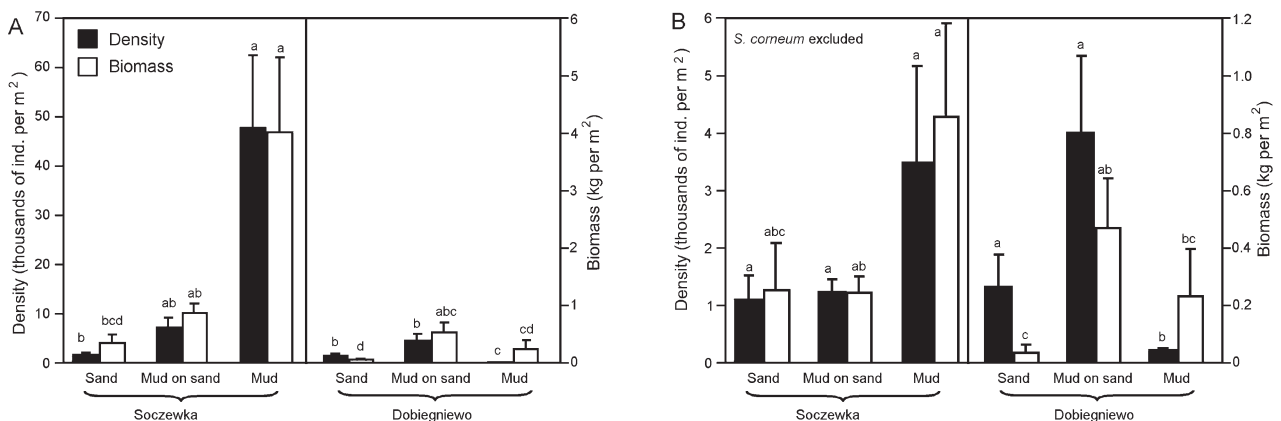 A
70
60
50
40
30
20
10
0
Density (thousands of ind. per m2)
Density
Biomass
b
bcd
ab
ab
a
a
b
d
b
abc
c
cd
6
5
4
3
2
1
0
Biomass (kg per m2)
Sand
Mud on sand
Mud
Sand
Mud on sand
Mud
Soczewka
Dobiegniewo
B
6
5
4
3
2
1
0
Density (thousands of ind. per m2)
S. corneum excluded
a
abc
a
ab
a
a
a
c
a
ab
b
bc
1.2
1.0
0.8
0.6
0.4
0.2
0
Biomass (kg per m2)
Sand
Mud on sand
Mud
Sand
Mud on sand
Mud
Soczewka
Dobiegniewo